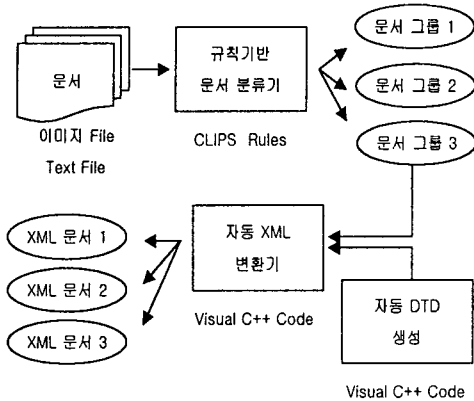 문서
이미지 File
Text File
규칙기반
문서 분류기
CLIPS Rules
문서 그룹 1
문서 그룹 2
문서 그룹 3
XML 문서 1
XML 문서 2
XML 문서 3
자동 XML
변환기
Visual C++ Code
자동 DTD
생성
Visual C++ Code